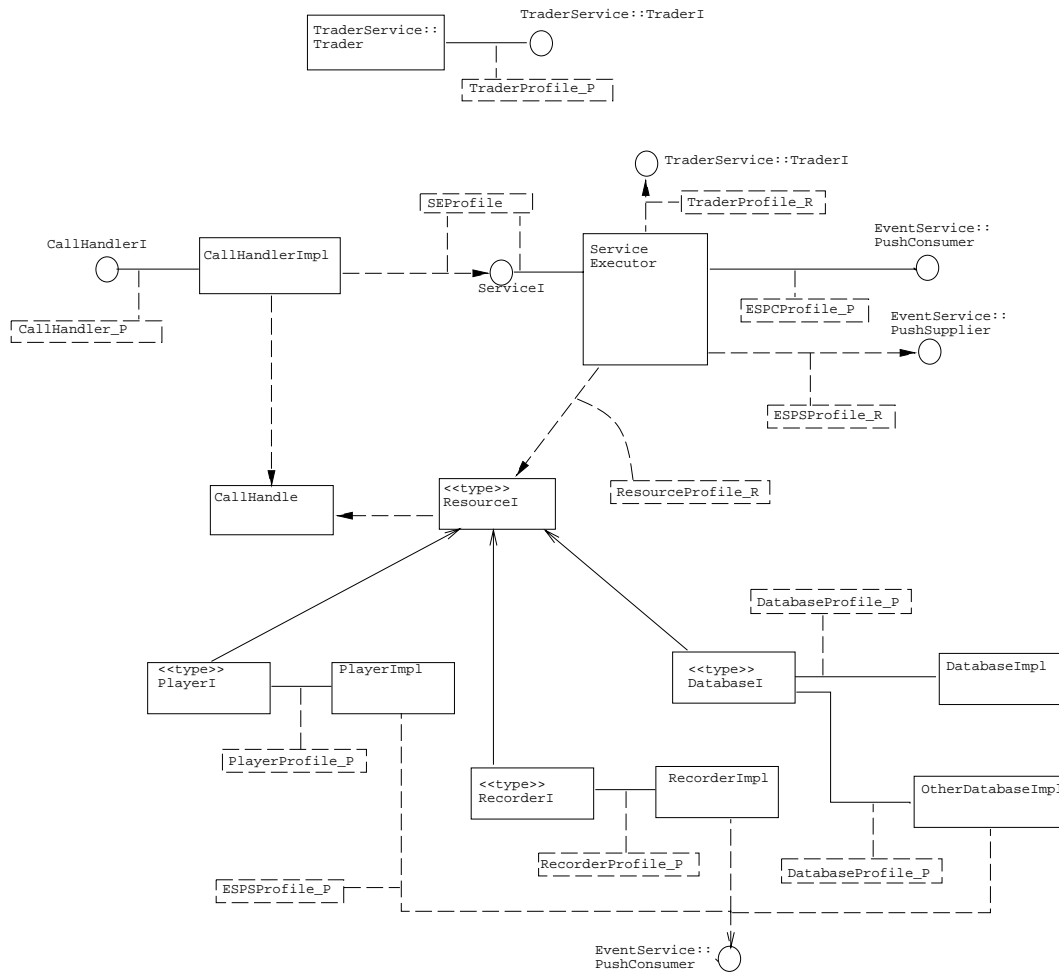 TraderService::TraderI
TraderService::
Trader
TraderProfile_P
TraderService::TraderI
SEProfile
TraderProfile_R
CallHandlerI
CallHandlerImpl
Service
Executor
EventService::
PushConsumer
ServiceI
CallHandler_P
ESPCProfile_P
EventService::
PushSupplier
ESPSProfile_R
CallHandle
<<type>>
ResourceI
ResourceProfile_R
DatabaseProfile_P
<<type>>
PlayerI
PlayerImpl
<<type>>
DatabaseI
DatabaseImpl
PlayerProfile_P
<<type>>
RecorderI
RecorderImpl
OtherDatabaseImpl
RecorderProfile_P
DatabaseProfile_P
ESPSProfile_P
EventService::
PushConsumer